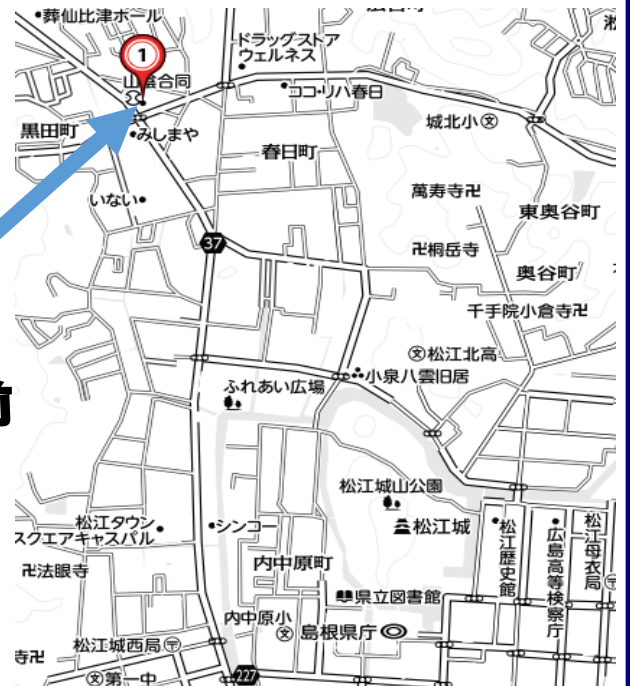 葬仙比津ホール
ドラッグストア
ウェルネス
1
山陰合同
ココ・リハ春日
城北小
黒田町
みしまや
春日町
いない
萬寿寺
東奥谷町
37
桐岳寺
奥谷町
千手院小倉寺
松江北高
小泉八雲旧居
ふれあい広場
前
松江城山公園
松江タウン
スクエアキャスパル
シンコー
松江城
松江歴史館
広島高等検察庁
松江母衣局
内中原町
法眼寺
県立図書館
内中原小
島根県庁
松江城西局
寺
227
第一中